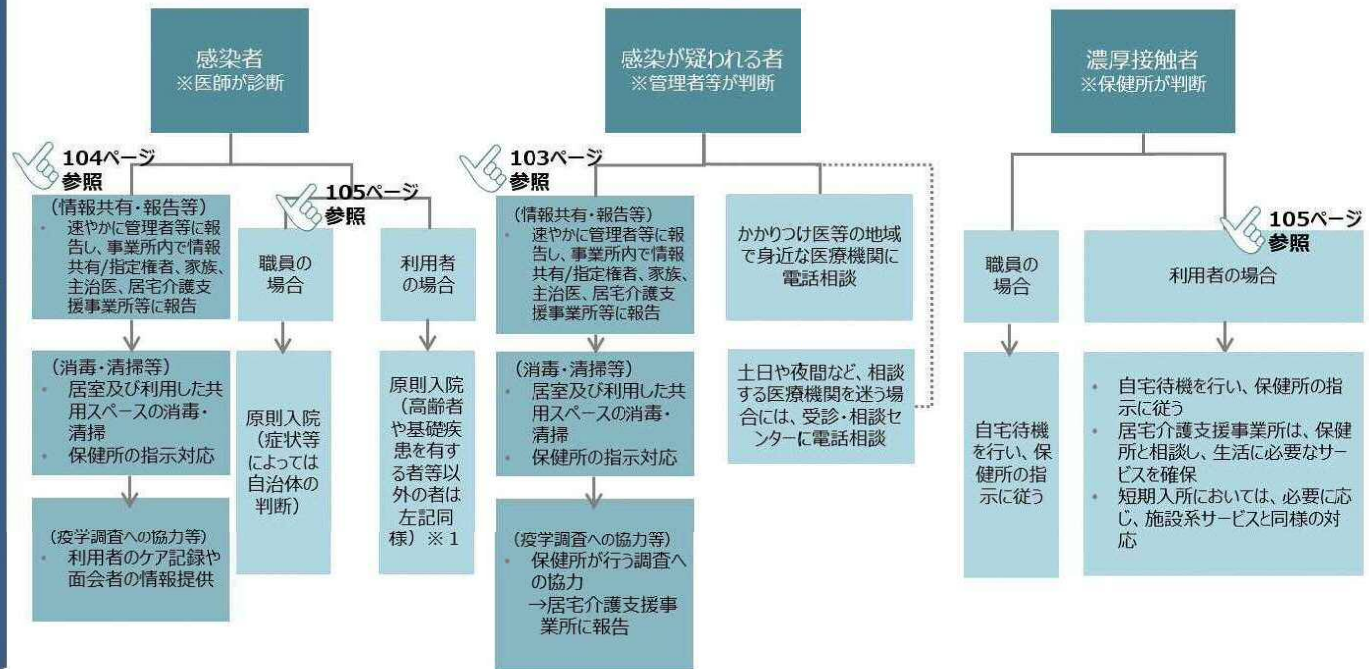 感染者
※医師が診断
104ページ
参照
(情報共有・報告等)
・ 速やかに管理者等に報
告し、事業所内で情報
共有/指定権者、家族、
主治医、居宅介護支
援事業所等に報告
(消毒・清掃等)
・ 居室及び利用した共
用スペースの消毒・
清掃
・ 保健所の指示対応
(疫学調査への協力等)
・ 利用者のケア記録や
面会者の情報提供
105ページ
参照
職員の
場合
原則入院
(症状等
によっては
自治体の
判断)
利用者
の場合
原則入院
(高齢者
や基礎疾
患を有す
る者等以
外の者は
左記同
様)※1
感染が疑われる者
※管理者等が判断
103ページ
参照
(情報共有・報告等)
・ 速やかに管理者等に報
告し、事業所内で情報
共有/指定権者、家族、
主治医、居宅介護支
援事業所等に報告
(消毒・清掃等)
・ 居室及び利用した共
用スペースの消毒・
清掃
・ 保健所の指示対応
(疫学調査への協力等)
・ 保健所が行う調査へ
の協力
→居宅介護支援事
業所に報告
かかりつけ医等の地域
で身近な医療機関に
電話相談
土日や夜間など、相談
する医療機関を迷う場
合には、受診・相談セ
ンターに電話相談
濃厚接触者
※保健所が判断
職員の
場合
自宅待機
を行い、保
健所の指
示に従う
105ページ
参照
利用者の場合
・ 自宅待機を行い、保健所の指
示に従う
・ 居宅介護支援事業所は、保健
所と相談し、生活に必要なサー
ビスを確保
・ 短期入所においては、必要に応
じ、施設系サービスと同様の対
応